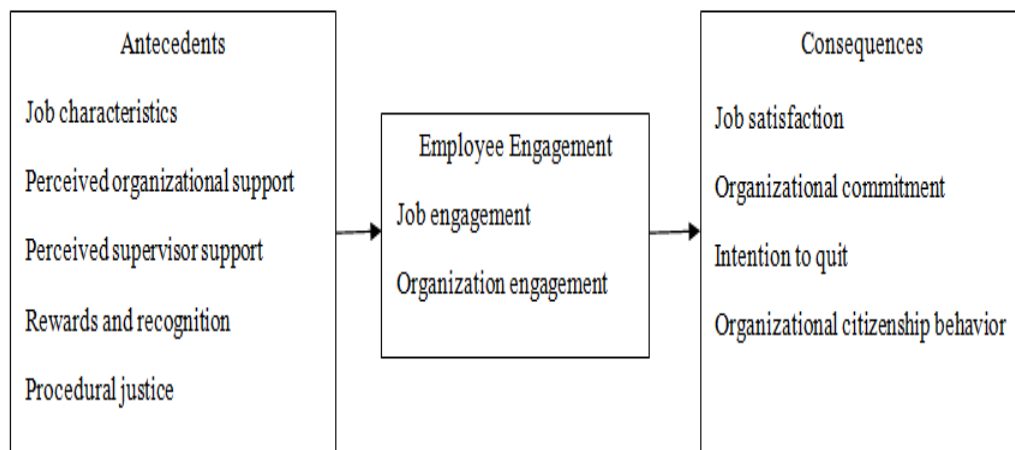 Antecedents
Job characteristics
Perceived organizational support
Perceived supervisor support
Rewards and recognition
Procedural justice
Employee Engagement
Job engagement
Organization engagement
Consequences
Job satisfaction
Organizational commitment
Intention to quit
Organizational citizenship behavior